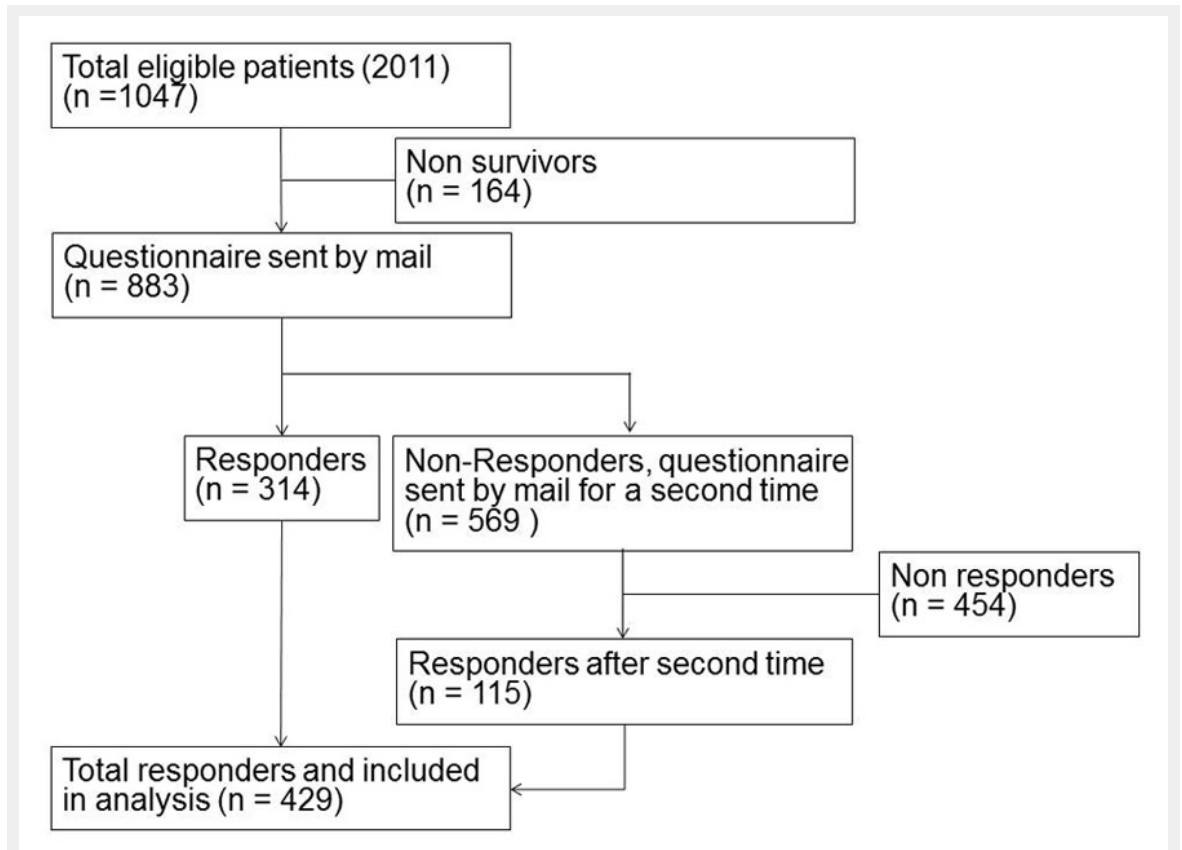 Total eligible patients (2011)
(n =1047)
Non survivors
(n = 164)
Questionnaire sent by mail
(n = 883)
Responders
(n = 314)
Non-Responders, questionnaire
sent by mail for a second time
(n = 569 )
Non responders
(n = 454)
Responders after second time
(n = 115)
Total responders and included
in analysis (n = 429)